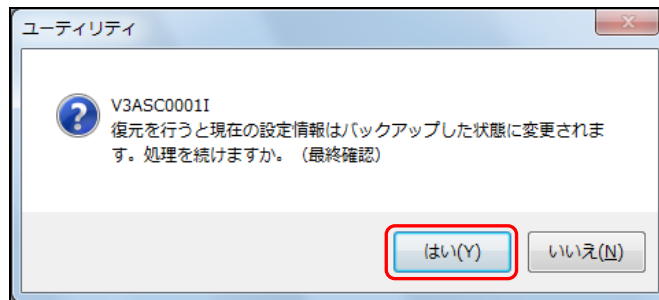 ユーティリティ
V3ASC0001I
復元を行うと現在の設定情報はバックアップした状態に変更されま
す。処理を続けますか。（最終確認）
はい(Y)
いいえ(N)